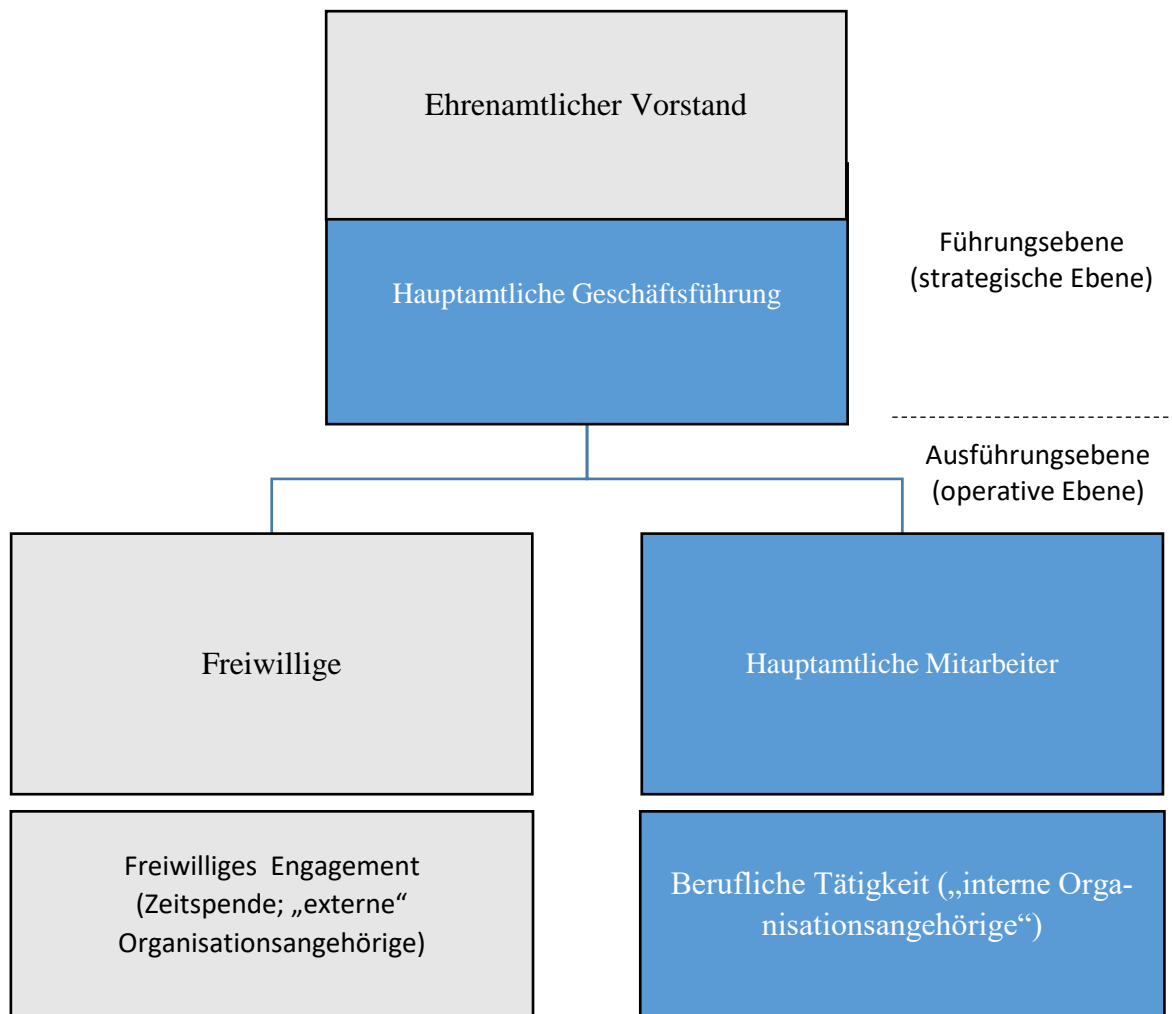 Ehrenamtlicher Vorstand
Hauptamtliche Geschäftsführung
Führungsebene
(strategische Ebene)
Ausführungsebene
(operative Ebene)
Freiwillige
Hauptamtliche Mitarbeiter
Freiwilliges Engagement
(Zeitspende; „externe“
Organisationsangehörige)
Berufliche Tätigkeit („interne Orga-
nisationsangehörige“)